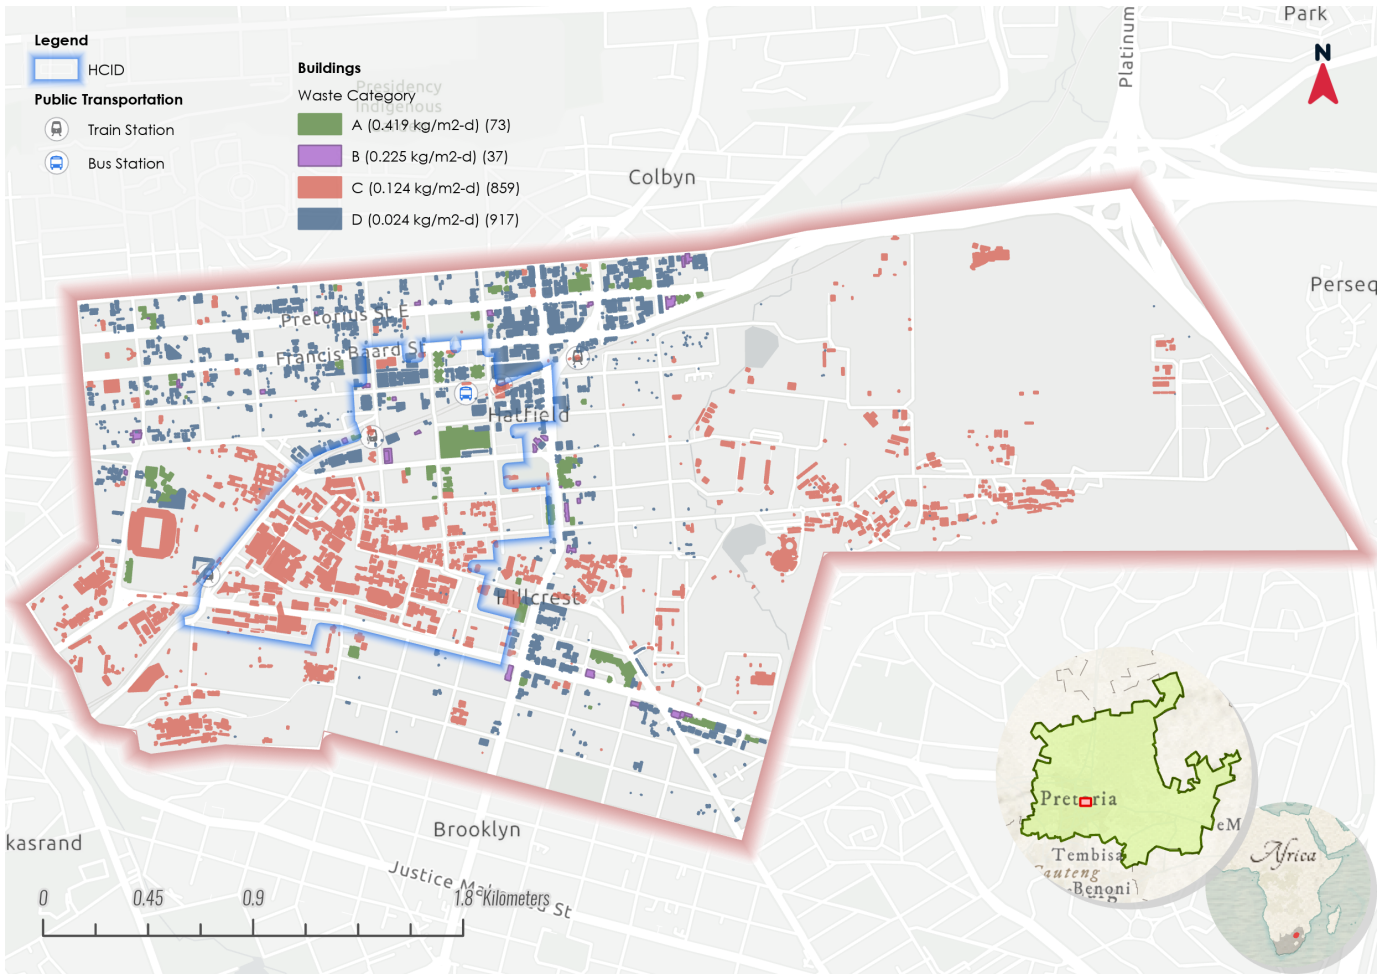 Legend
HCID
Public Transportation
Train Station
Bus Station
Buildings
Waste Category
A (0.419 kg/m2-d) (73)
B (0.225 kg/m2-d) (37)
C (0.124 kg/m2-d) (859)
D (0.024 kg/m2-d) (917)
Presidency
Indigenous
Park
Platinum
N
Colbyn
Perseq
Pretorius St E
Francis Baard St
Hatfield
Hillcrest
Brooklyn
kasrand
Justice Ma
d St
0 0.45 0.9 1.8 Kilometers
Pretoria
eM
Tembisa
Gauteng
Benoni
Africa